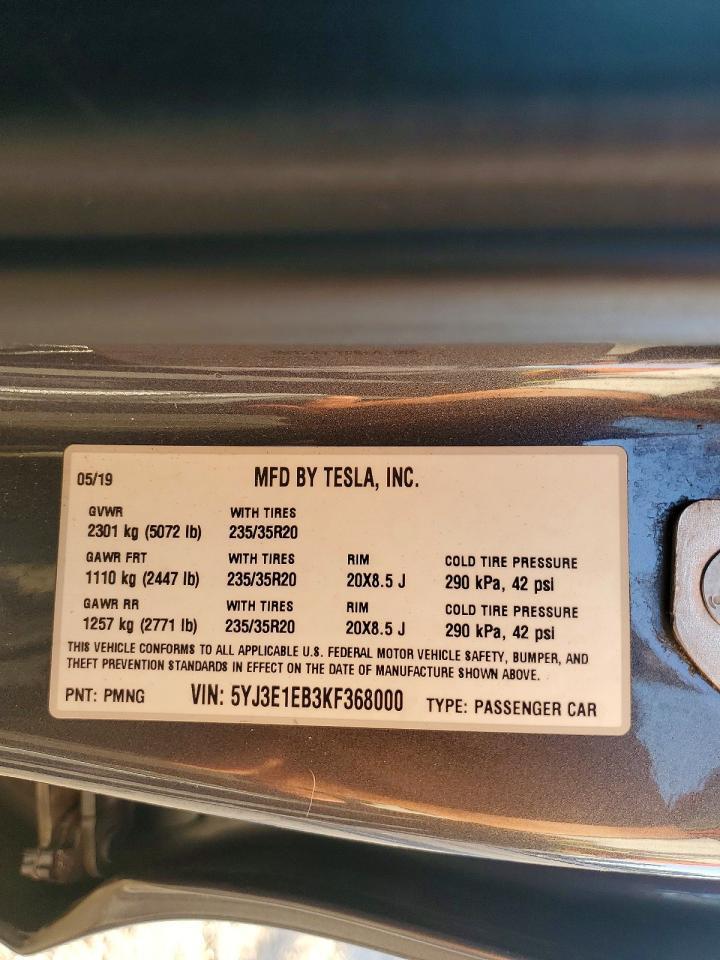 05/19 MFD BY TESLA, INC.
GVWR WITH TIRES
2301 kg (5072 lb) 235/35R20
GAWR FRT WITH TIRES RIM COLD TIRE PRESSURE
1110 kg (2447 lb) 235/35R20 20X8.5 J 290 kPa, 42 psi
GAWR RR WITH TIRES RIM COLD TIRE PRESSURE
1257 kg (2771 lb) 235/35R20 20X8.5 J 290 kPa, 42 psi
THIS VEHICLE CONFORMS TO ALL APPLICABLE U.S. FEDERAL MOTOR VEHICLE SAFETY, BUMPER, AND
THEFT PREVENTION STANDARDS IN EFFECT ON THE DATE OF MANUFACTURE SHOWN ABOVE.
PNT: PMNG VIN: 5YJ3E1EB3KF368000 TYPE: PASSENGER CAR